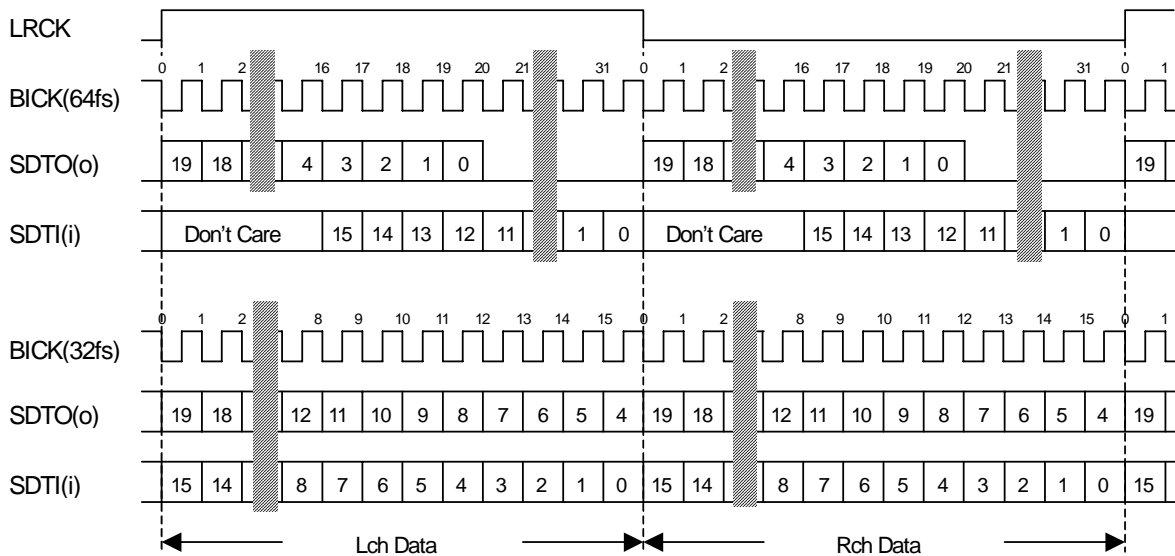 LRCK
0 1 2 16 17 18 19 20 21 31 0 1 2 16 17 18 19 20 21 31 0 1
BICK(64fs)
SDTO(o) 19 18 4 3 2 1 0 19 18 4 3 2 1 0 19
SDTI(i) Don't Care 15 14 13 12 11 1 0 Don't Care 15 14 13 12 11 1 0
0 1 2 8 9 10 11 12 13 14 15 0 1 2 8 9 10 11 12 13 14 15 0 1
BICK(32fs)
SDTO(o) 19 18 12 11 10 9 8 7 6 5 4 19 18 12 11 10 9 8 7 6 5 4 19
SDTI(i) 15 14 8 7 6 5 4 3 2 1 0 15 14 8 7 6 5 4 3 2 1 0 15
Lch Data Rch Data